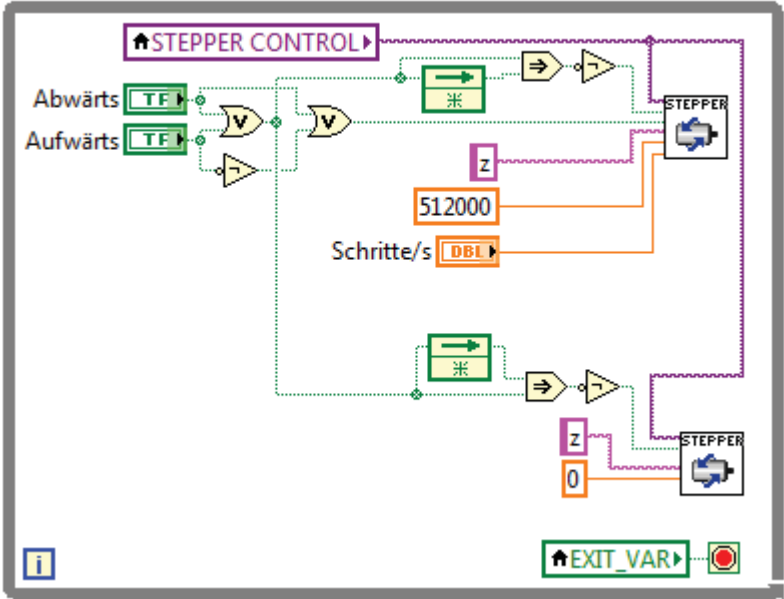 STEPPER CONTROL
Abwärts TF
STEPPER
Aufwärts TF
z
512000
Schritte/s DBL
STEPPER
z
0
i
EXIT_VAR